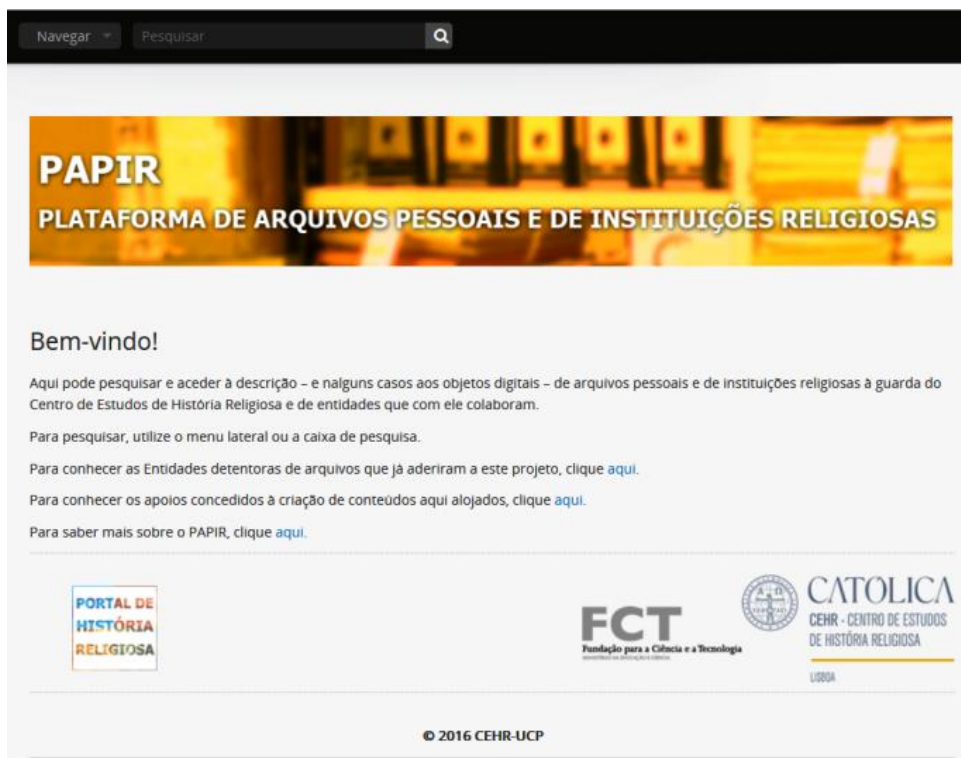 Navegar
Pesquisar
PAPIR
PLATAFORMA DE ARQUIVOS PESSOAIS E DE INSTITUIÇÕES RELIGIOSAS
Bem-vindo!
Aqui pode pesquisar e aceder à descrição – e nalguns casos aos objetos digitais – de arquivos pessoais e de instituições religiosas à guarda do
Centro de Estudos de História Religiosa e de entidades que com ele colaboram.
Para pesquisar, utilize o menu lateral ou a caixa de pesquisa.
Para conhecer as Entidades detentoras de arquivos que já aderiram a este projeto, clique aqui.
Para conhecer os apoios concedidos à criação de conteúdos aqui alojados, clique aqui.
Para saber mais sobre o PAPIR, clique aqui.
PORTAL DE
HISTÓRIA
RELIGIOSA
FCT
Fundação para a Ciência e a Tecnologia
CATOLICA
CEHR - CENTRO DE ESTUDOS
DE HISTÓRIA RELIGIOSA
LISBOA
© 2016 CEHR-UCP